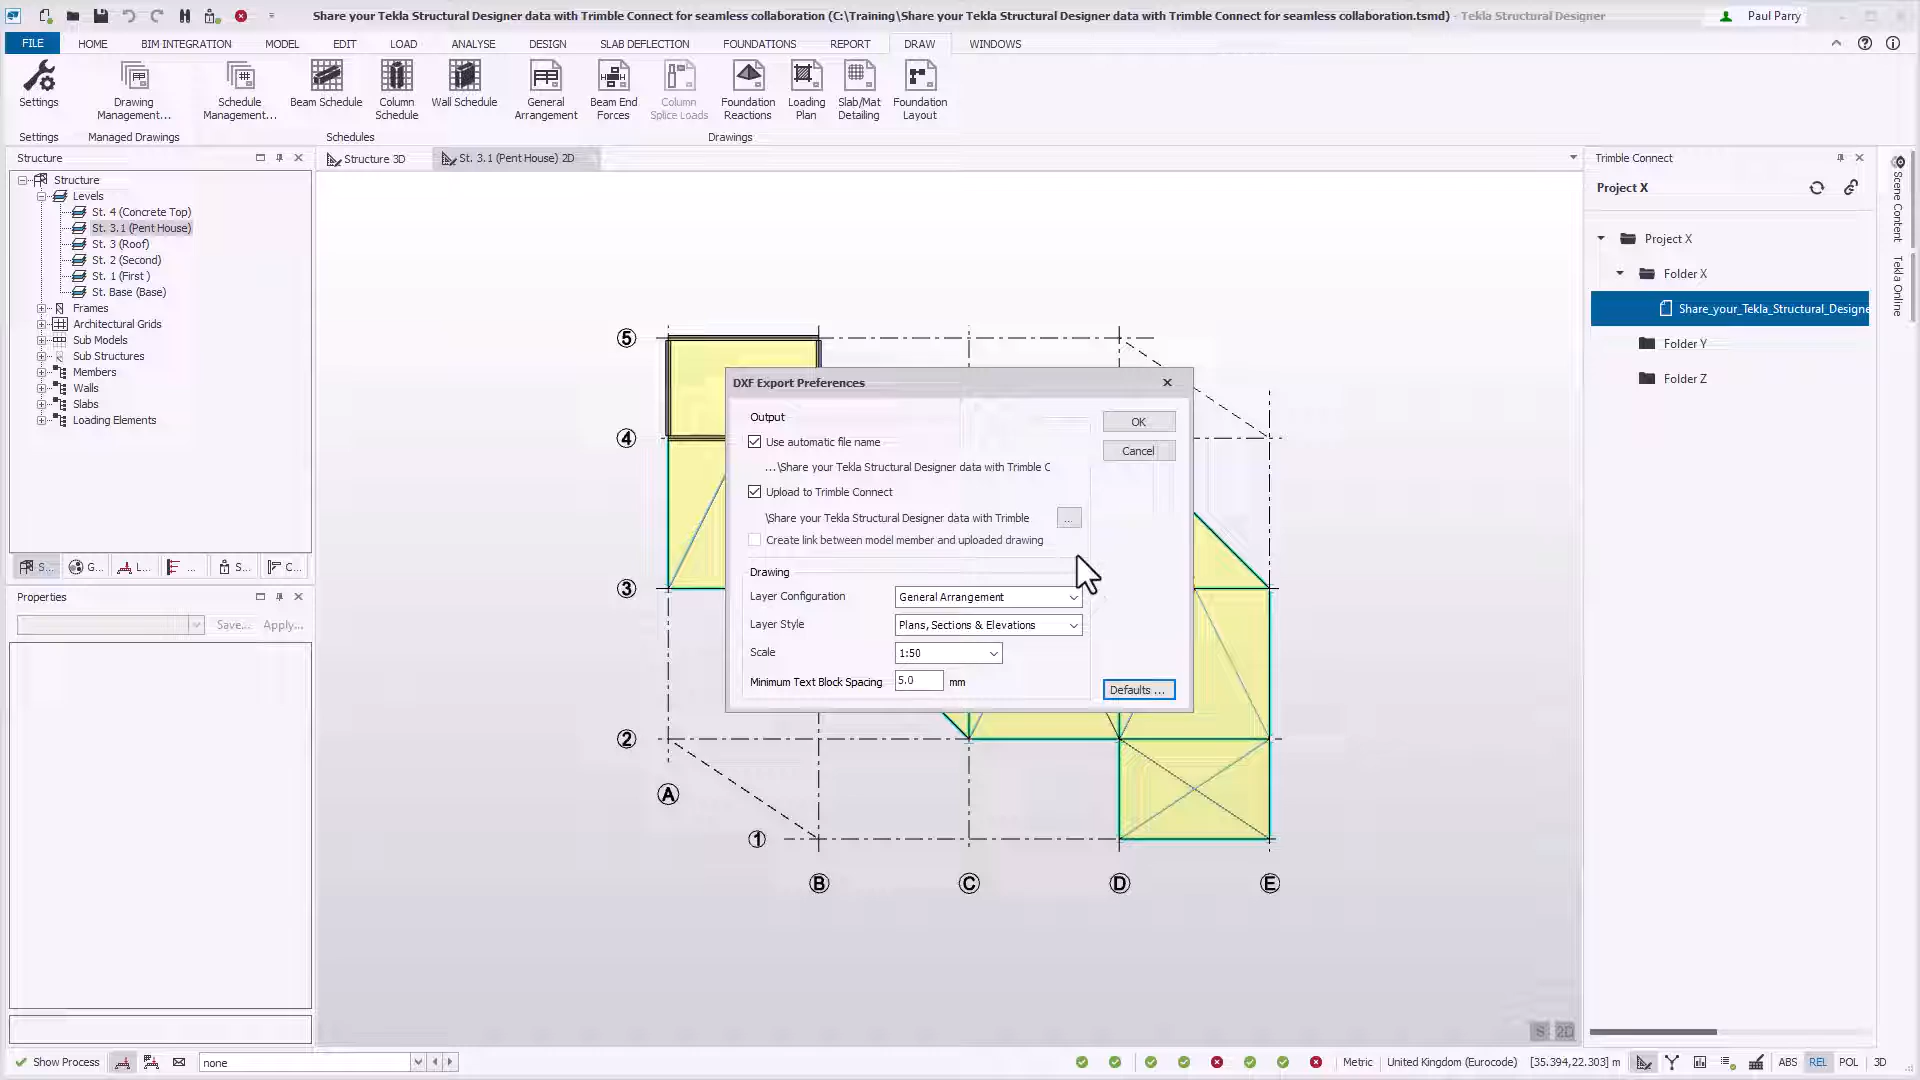 Share your Tekla Structural Designer data with Trimble Connect for seamless collaboration (C:\Training\Share your Tekla Structural Designer data with Trimble Connect for seamless collaboration.tsmd) - Tekla Structural Designer
Paul Parry
FILE HOME BIM INTEGRATION MODEL EDIT LOAD ANALYSE DESIGN SLAB DEFLECTION FOUNDATIONS REPORT DRAW WINDOWS
Settings
Drawing Management...
Schedule Management...
Beam Schedule
Column Schedule
Wall Schedule
General Arrangement
Beam End Forces
Column Splice Loads
Foundation Reactions
Loading Plan
Slab/Mat Detailing
Foundation Layout
Settings Managed Drawings Schedules Drawings
Structure
Structure
Levels
St. 4 (Concrete Top)
St. 3.1 (Pent House)
St. 3 (Roof)
St. 2 (Second)
St. 1 (First )
St. Base (Base)
Frames
Architectural Grids
Sub Models
Sub Structures
Members
Walls
Slabs
Loading Elements
S... G... L... ... S... C...
Properties
Save... Apply...
Structure 3D
St. 3.1 (Pent House) 2D
5
4
3
2
A
1
B C D E
DXF Export Preferences
Output
OK
Use automatic file name
Cancel
...\Share your Tekla Structural Designer data with Trimble C
Upload to Trimble Connect
\Share your Tekla Structural Designer data with Trimble
...
Create link between model member and uploaded drawing
Drawing
Layer Configuration General Arrangement
Layer Style Plans, Sections & Elevations
Scale 1:50
Minimum Text Block Spacing 5.0 mm
Defaults ...
Trimble Connect
Project X
Project X
Folder X
Share_your_Tekla_Structural_Designe
Folder Y
Folder Z
Scene Content
Tekla Online
S 2D
Show Process
none
Metric United Kingdom (Eurocode) [35.394,22.303] m ABS REL POL 3D